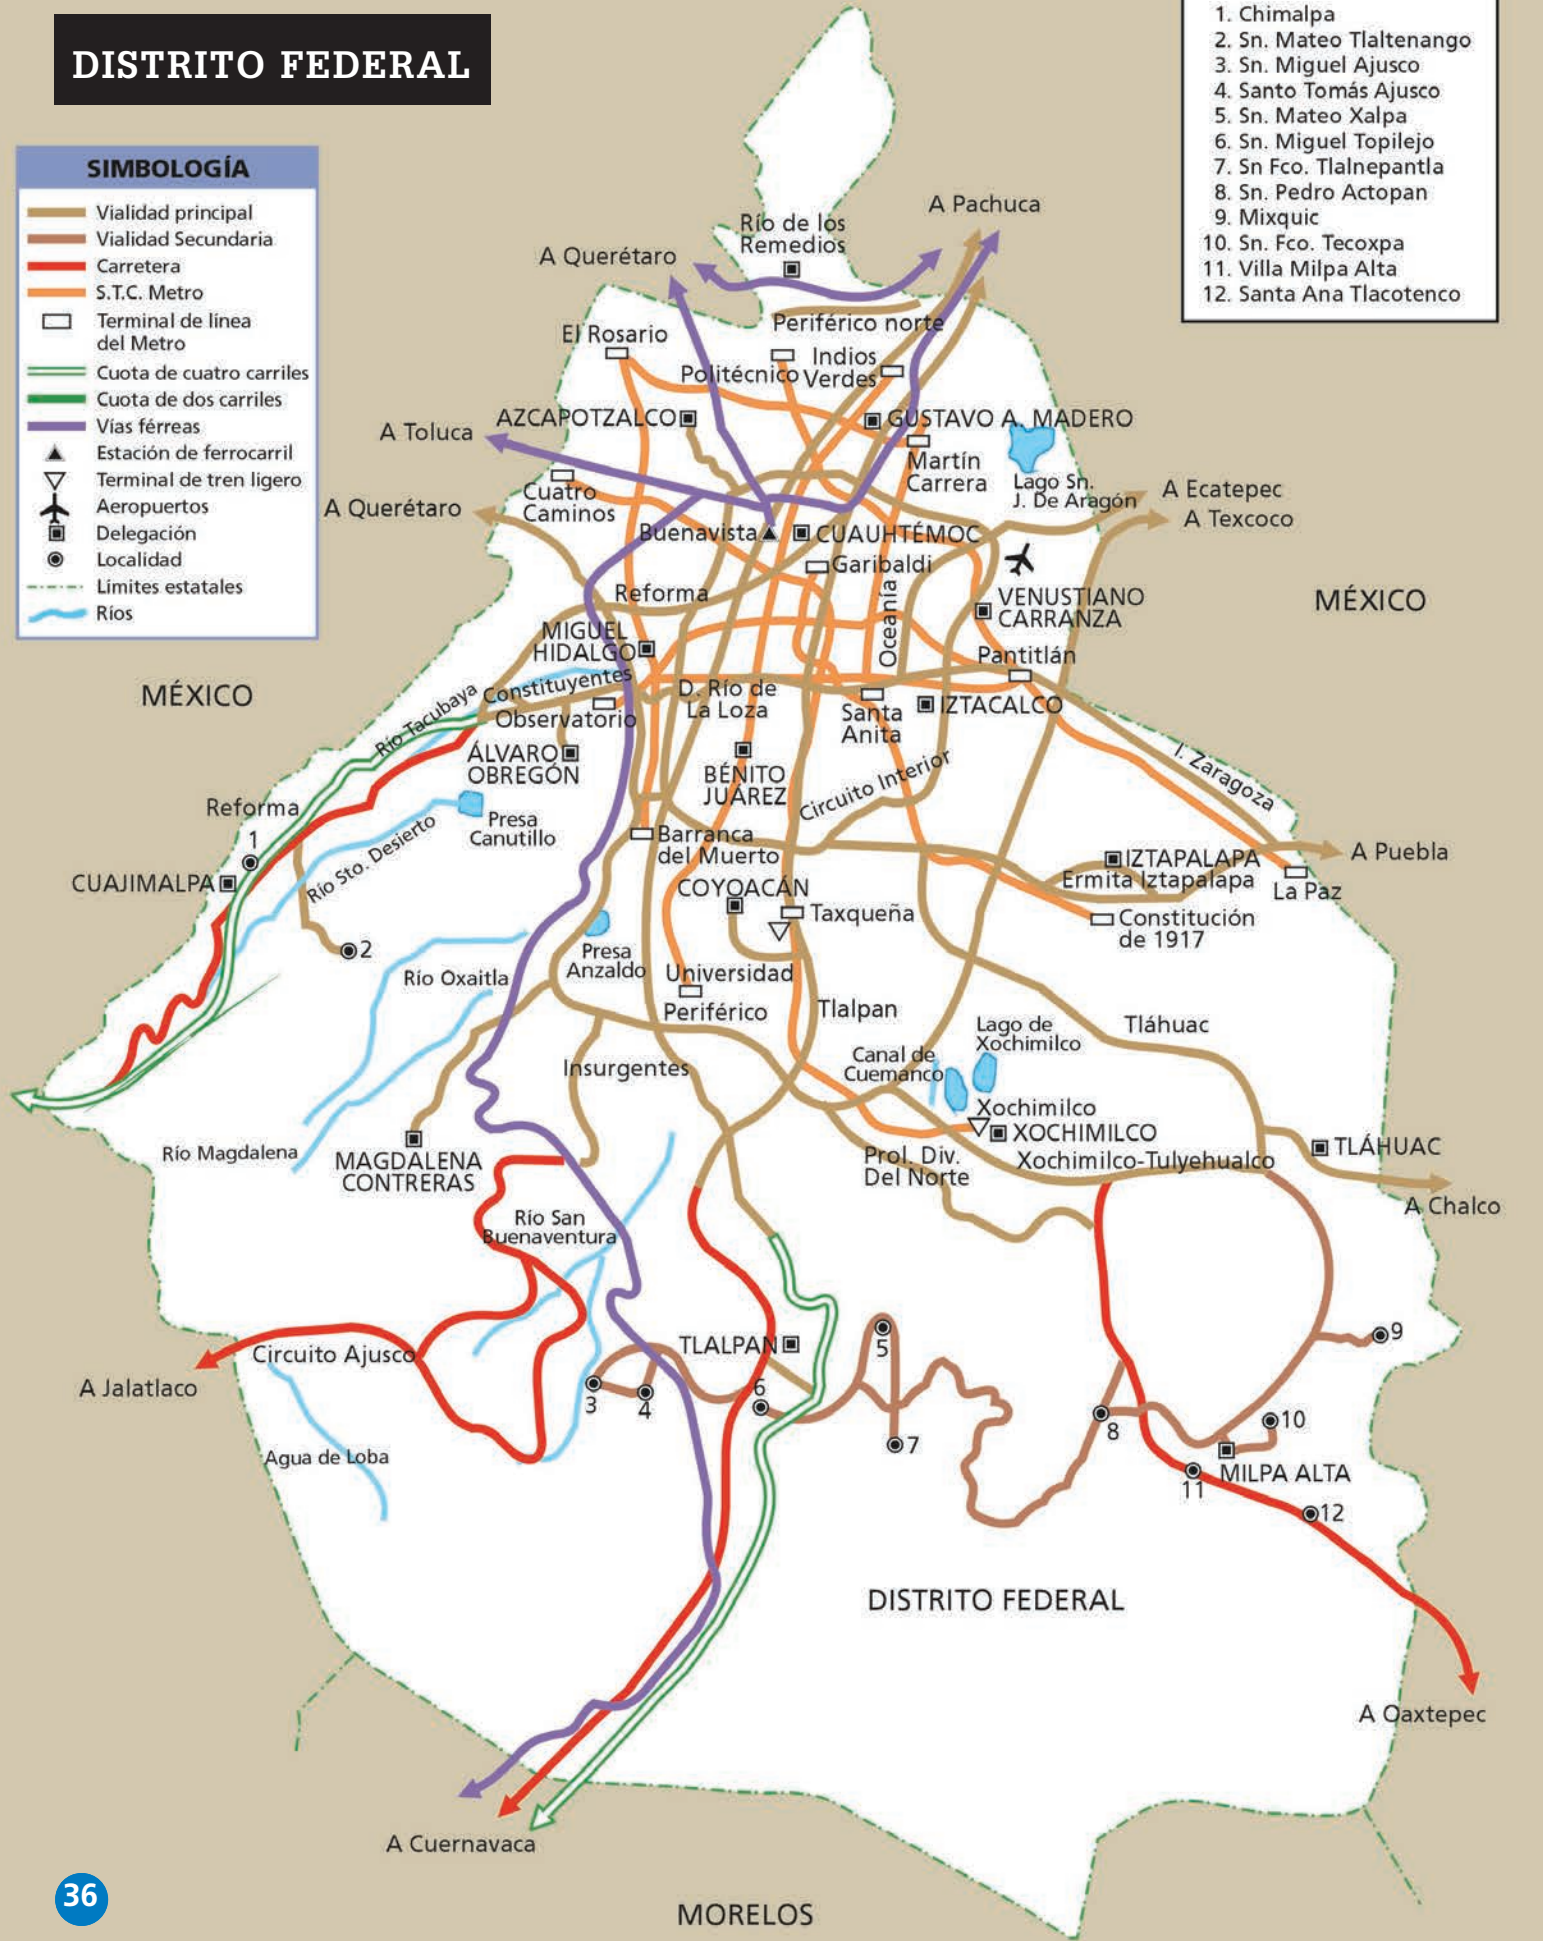 DISTRITO FEDERAL
1. Chimalpa
2. Sn. Mateo Tlaltenango
3. Sn. Miguel Ajusco
4. Santo Tomás Ajusco
5. Sn. Mateo Xalpa
6. Sn. Miguel Topilejo
7. Sn Fco. Tlalnepantla
8. Sn. Pedro Actopan
9. Mixquic
10. Sn. Fco. Tecoxpa
11. Villa Milpa Alta
12. Santa Ana Tlacotenco
SIMBOLOGÍA
Vialidad principal
Vialidad Secundaria
Carretera
S.T.C. Metro
Terminal de línea
del Metro
Cuota de cuatro carriles
Cuota de dos carriles
Vías férreas
Estación de ferrocarril
Terminal de tren ligero
Aeropuertos
Delegación
Localidad
Limites estatales
Ríos
A Pachuca
Río de los
Remedios
A Querétaro
Periférico norte
El Rosario
Politécnico
Indios
Verdes
AZCAPOTZALCO
GUSTAVO A. MADERO
A Toluca
Martín
Carrera
Lago Sn.
J. De Aragón
A Ecatepec
A Texcoco
Cuatro
Caminos
A Querétaro
Buenavista
CUAUHTÉMOC
Garibaldi
Reforma
Oceanía
VENUSTIANO
CARRANZA
MÉXICO
MIGUEL
HIDALGO
Pantitlán
MÉXICO
Río Tacubaya
Constituyentes
Observatorio
D. Río de
La Loza
Santa
Anita
IZTACALCO
ÁLVARO
OBREGÓN
BÉNITO
JUÁREZ
Circuito Interior
I. Zaragoza
Reforma
1
Presa
Canutillo
Río Sto. Desierto
Barranca
del Muerto
IZTAPALAPA
Ermita Iztapalapa
A Puebla
La Paz
CUAJIMALPA
COYOACÁN
Taxqueña
Constitución
de 1917
2
Presa
Anzaldo
Río Oxaitla
Universidad
Periférico
Tlalpan
Lago de
Xochimilco
Tláhuac
Canal de
Cuemanco
Insurgentes
Xochimilco
XOCHIMILCO
TLÁHUAC
Río Magdalena
MAGDALENA
CONTRERAS
Prol. Div.
Del Norte
Xochimilco-Tulyehualco
A Chalco
Río San
Buenaventura
TLALPAN
5
9
Circuito Ajusco
A Jalatlaco
3
4
6
7
8
10
Agua de Loba
MILPA ALTA
11
12
DISTRITO FEDERAL
A Oaxtepec
A Cuernavaca
36
MORELOS